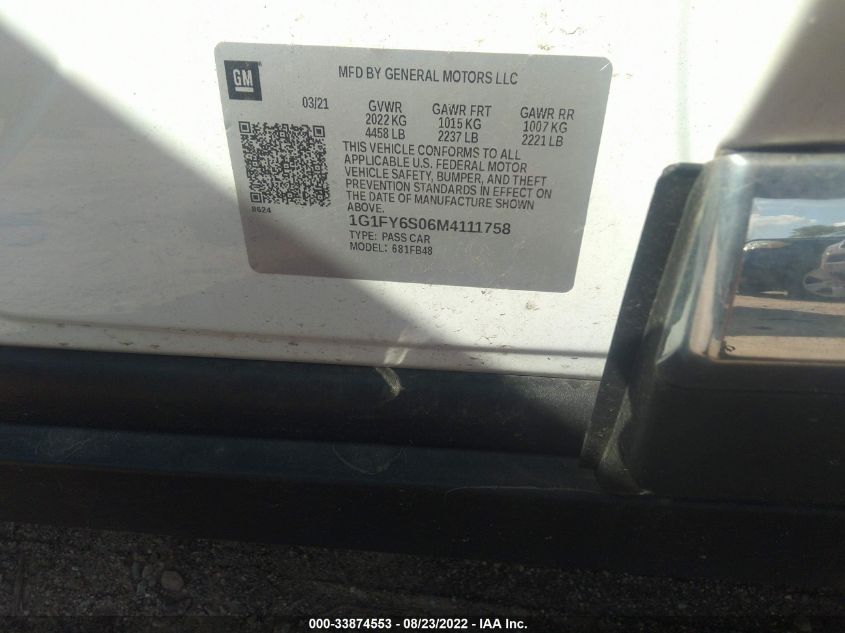 GM
MFD BY GENERAL MOTORS LLC
03/21 GVWR GAWR FRT GAWR RR
2022 KG 1015 KG 1007 KG
4458 LB 2237 LB 2221 LB
THIS VEHICLE CONFORMS TO ALL
APPLICABLE U.S. FEDERAL MOTOR
VEHICLE SAFETY, BUMPER, AND THEFT
PREVENTION STANDARDS IN EFFECT ON
THE DATE OF MANUFACTURE SHOWN
ABOVE.
8624
1G1FY6S06M4111758
TYPE: PASS CAR
MODEL: 681FB48
000-33874553 - 08/23/2022 - IAA Inc.